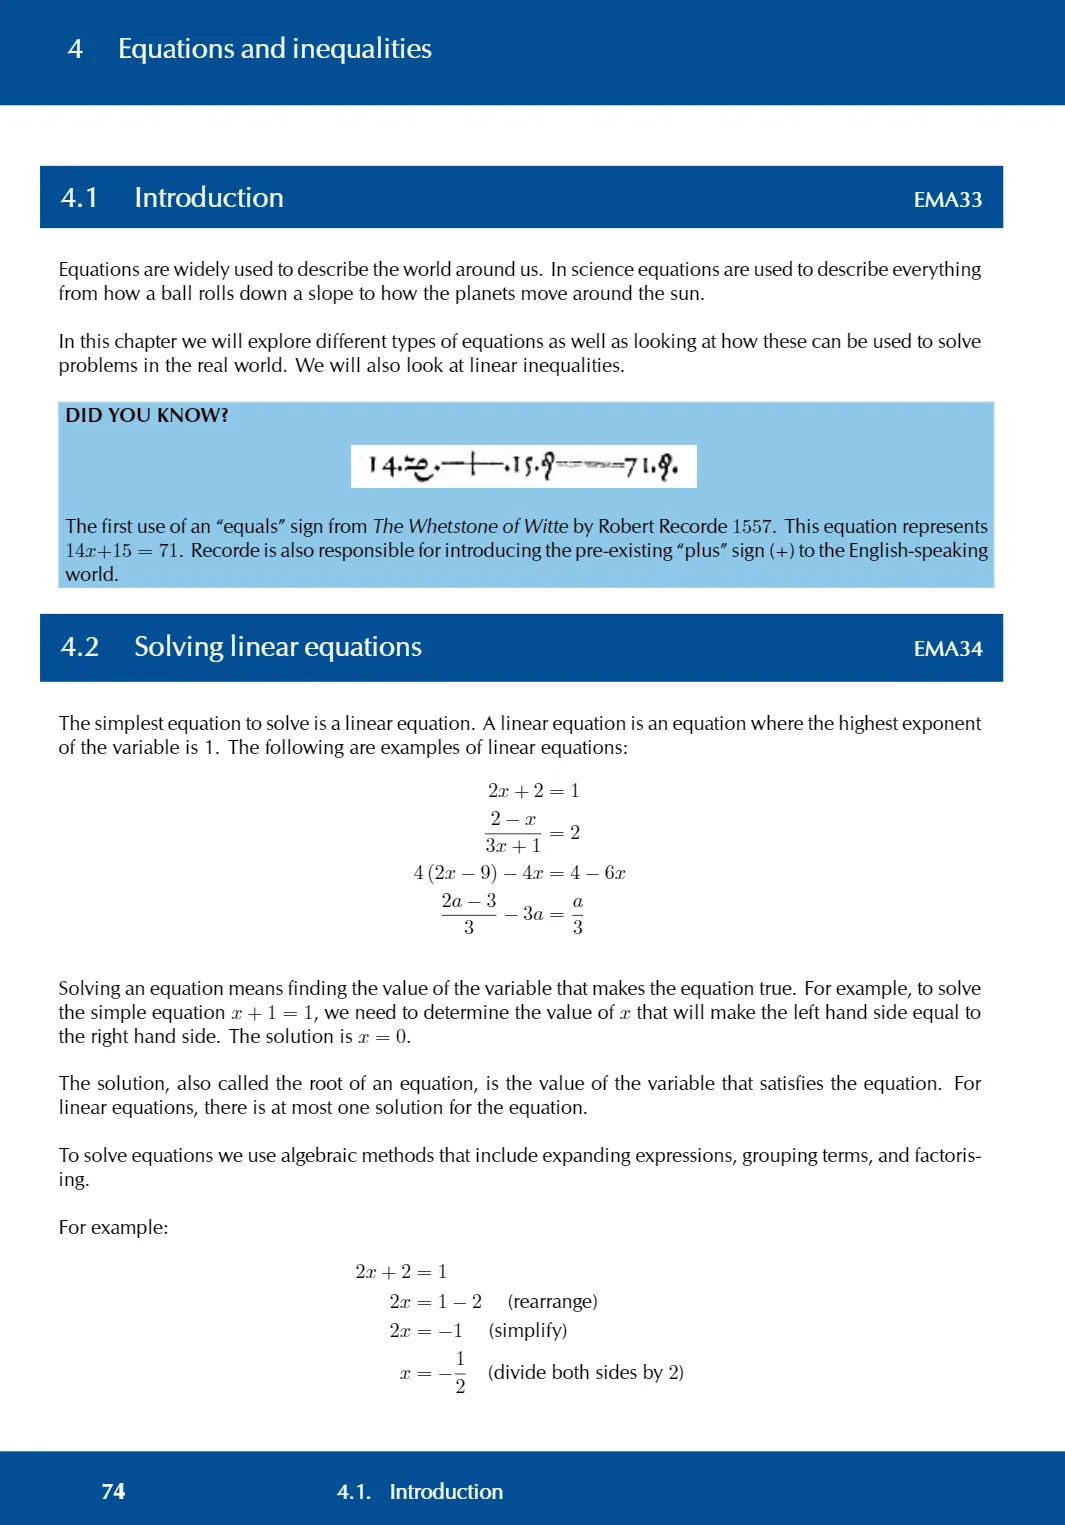 4 Equations and inequalities
4.1 Introduction EMA33
Equations are widely used to describe the world around us. In science equations are used to describe everything
from how a ball rolls down a slope to how the planets move around the sun.
In this chapter we will explore different types of equations as well as looking at how these can be used to solve
problems in the real world. We will also look at linear inequalities.
DID YOU KNOW?
The first use of an “equals” sign from The Whetstone of Witte by Robert Recorde 1557. This equation represents
14x+15 = 71. Recorde is also responsible for introducing the pre-existing “plus” sign (+) to the English-speaking
world.
4.2 Solving linear equations EMA34
The simplest equation to solve is a linear equation. A linear equation is an equation where the highest exponent
of the variable is 1. The following are examples of linear equations:
2x + 2 = 1
(2 − x)/(3x + 1) = 2
4 (2x − 9) − 4x = 4 − 6x
(2a − 3)/3 − 3a = a/3
Solving an equation means finding the value of the variable that makes the equation true. For example, to solve
the simple equation x + 1 = 1, we need to determine the value of x that will make the left hand side equal to
the right hand side. The solution is x = 0.
The solution, also called the root of an equation, is the value of the variable that satisfies the equation. For
linear equations, there is at most one solution for the equation.
To solve equations we use algebraic methods that include expanding expressions, grouping terms, and factoris-
ing.
For example:
2x + 2 = 1
2x = 1 − 2 (rearrange)
2x = −1 (simplify)
x = −1/2 (divide both sides by 2)
74 4.1. Introduction